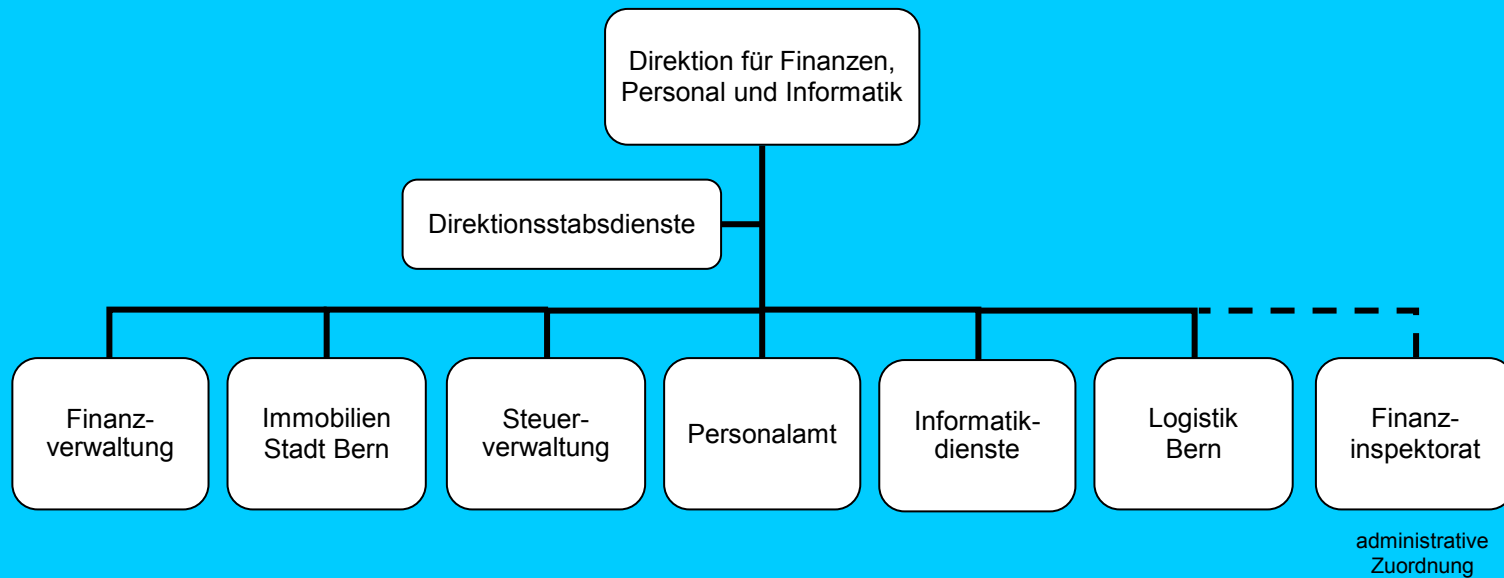 Direktion für Finanzen,
Personal und Informatik
Direktionsstabsdienste
Finanz-
verwaltung
Immobilien
Stadt Bern
Steuer-
verwaltung
Personalamt
Informatik-
dienste
Logistik
Bern
Finanz-
inspektorat
administrative
Zuordnung